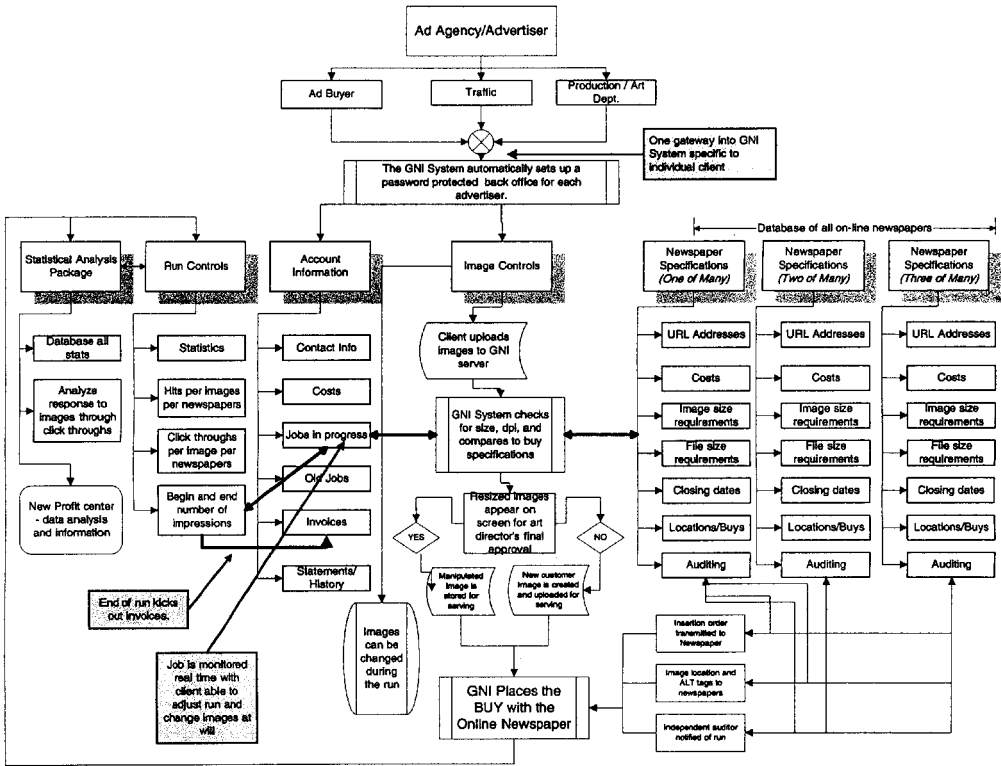 Ad Agency/Advertiser
Ad Buyer
Traffic
Production / Art
Dept.
One gateway into GNI
System specific to
individual client
The GNI System automatically sets up a
password protected back office for each
advertiser.
Database of all on-line newspapers
Statistical Analysis
Package
Run Controls
Account
Information
Image Controls
Newspaper
Specifications
(One of Many)
Newspaper
Specifications
(Two of Many)
Newspaper
Specifications
(Three of Many)
Database all
stats
Analyze
response to
images through
click throughs
New Profit center
- data analysis
and information
Statistics
Hits per images
per newspapers
Click throughs
per image per
newspapers
Begin and end
number of
impressions
Contact Info
Costs
Jobs in progress
Old Jobs
Invoices
Statements/
History
Client uploads
images to GNI
server
GNI System checks
for size, dpi, and
compares to buy
specifications
Resized images
appear on
screen for art
director's final
approval
YES
NO
Manipulated
image is
stored for
serving
New customer
image is created
and uploaded for
serving
URL Addresses
Costs
Image size
requirements
File size
requirements
Closing dates
Locations/Buys
Auditing
URL Addresses
Costs
Image size
requirements
File size
requirements
Closing dates
Locations/Buys
Auditing
URL Addresses
Costs
Image size
requirements
File size
requirements
Closing dates
Locations/Buys
Auditing
End of run kicks
out invoices.
Job is monitored
real time with
client able to
adjust run and
change images at
will
Images
can be
changed
during
the run
GNI Places the
BUY with the
Online Newspaper
Insertion order
transmitted to
Newspaper
Image location and
ALT tags to
newspapers
Independent auditor
notified of run